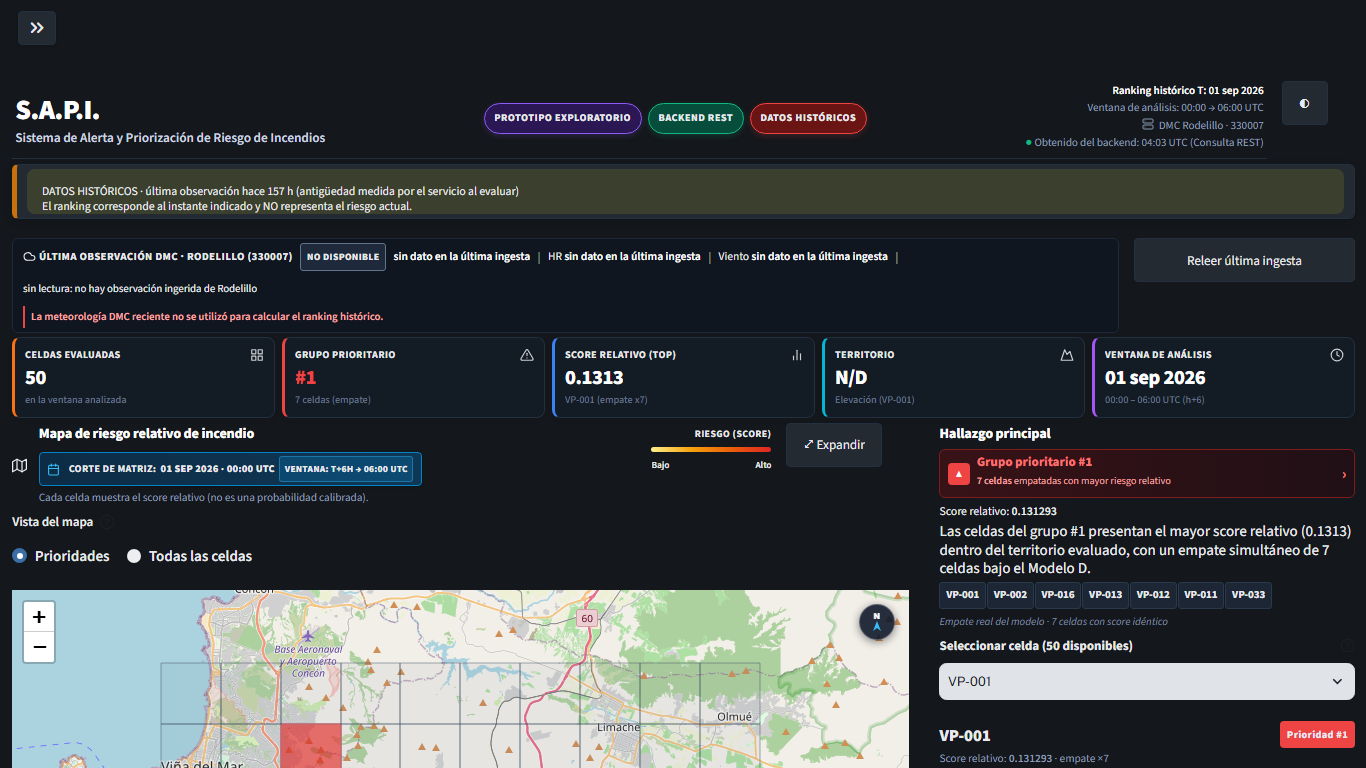 S.A.P.I.
Sistema de Alerta y Priorización de Riesgo de Incendios
PROTOTIPO EXPLORATORIO
BACKEND REST
DATOS HISTÓRICOS
Ranking histórico T: 01 sep 2026
Ventana de análisis: 00:00 → 06:00 UTC
DMC Rodelillo · 330007
Obtenido del backend: 04:03 UTC (Consulta REST)
DATOS HISTÓRICOS · última observación hace 157 h (antigüedad medida por el servicio al evaluar)
El ranking corresponde al instante indicado y NO representa el riesgo actual.
ÚLTIMA OBSERVACIÓN DMC · RODELILLO (330007) NO DISPONIBLE sin dato en la última ingesta | HR sin dato en la última ingesta | Viento sin dato en la última ingesta |
sin lectura: no hay observación ingerida de Rodelillo
La meteorología DMC reciente no se utilizó para calcular el ranking histórico.
Releer última ingesta
CELDAS EVALUADAS
50
en la ventana analizada
GRUPO PRIORITARIO
#1
7 celdas (empate)
SCORE RELATIVO (TOP)
0.1313
VP-001 (empate x7)
TERRITORIO
N/D
Elevación (VP-001)
VENTANA DE ANÁLISIS
01 sep 2026
00:00 – 06:00 UTC (h+6)
Mapa de riesgo relativo de incendio
CORTE DE MATRIZ: 01 SEP 2026 · 00:00 UTC VENTANA: T+6H → 06:00 UTC
Cada celda muestra el score relativo (no es una probabilidad calibrada).
RIESGO (SCORE)
Bajo Alto
Expandir
Vista del mapa
Prioridades Todas las celdas
+
−
Concón
Base Aeronaval
y Aeropuerto
Concón
60
N
Olmué
Limache
Viña del Mar
Hallazgo principal
Grupo prioritario #1
7 celdas empatadas con mayor riesgo relativo
Score relativo: 0.131293
Las celdas del grupo #1 presentan el mayor score relativo (0.1313)
dentro del territorio evaluado, con un empate simultáneo de 7
celdas bajo el Modelo D.
VP-001 VP-002 VP-016 VP-013 VP-012 VP-011 VP-033
Empate real del modelo · 7 celdas con score idéntico
Seleccionar celda (50 disponibles)
VP-001
VP-001
Prioridad #1
Score relativo: 0.131293 · empate ×7